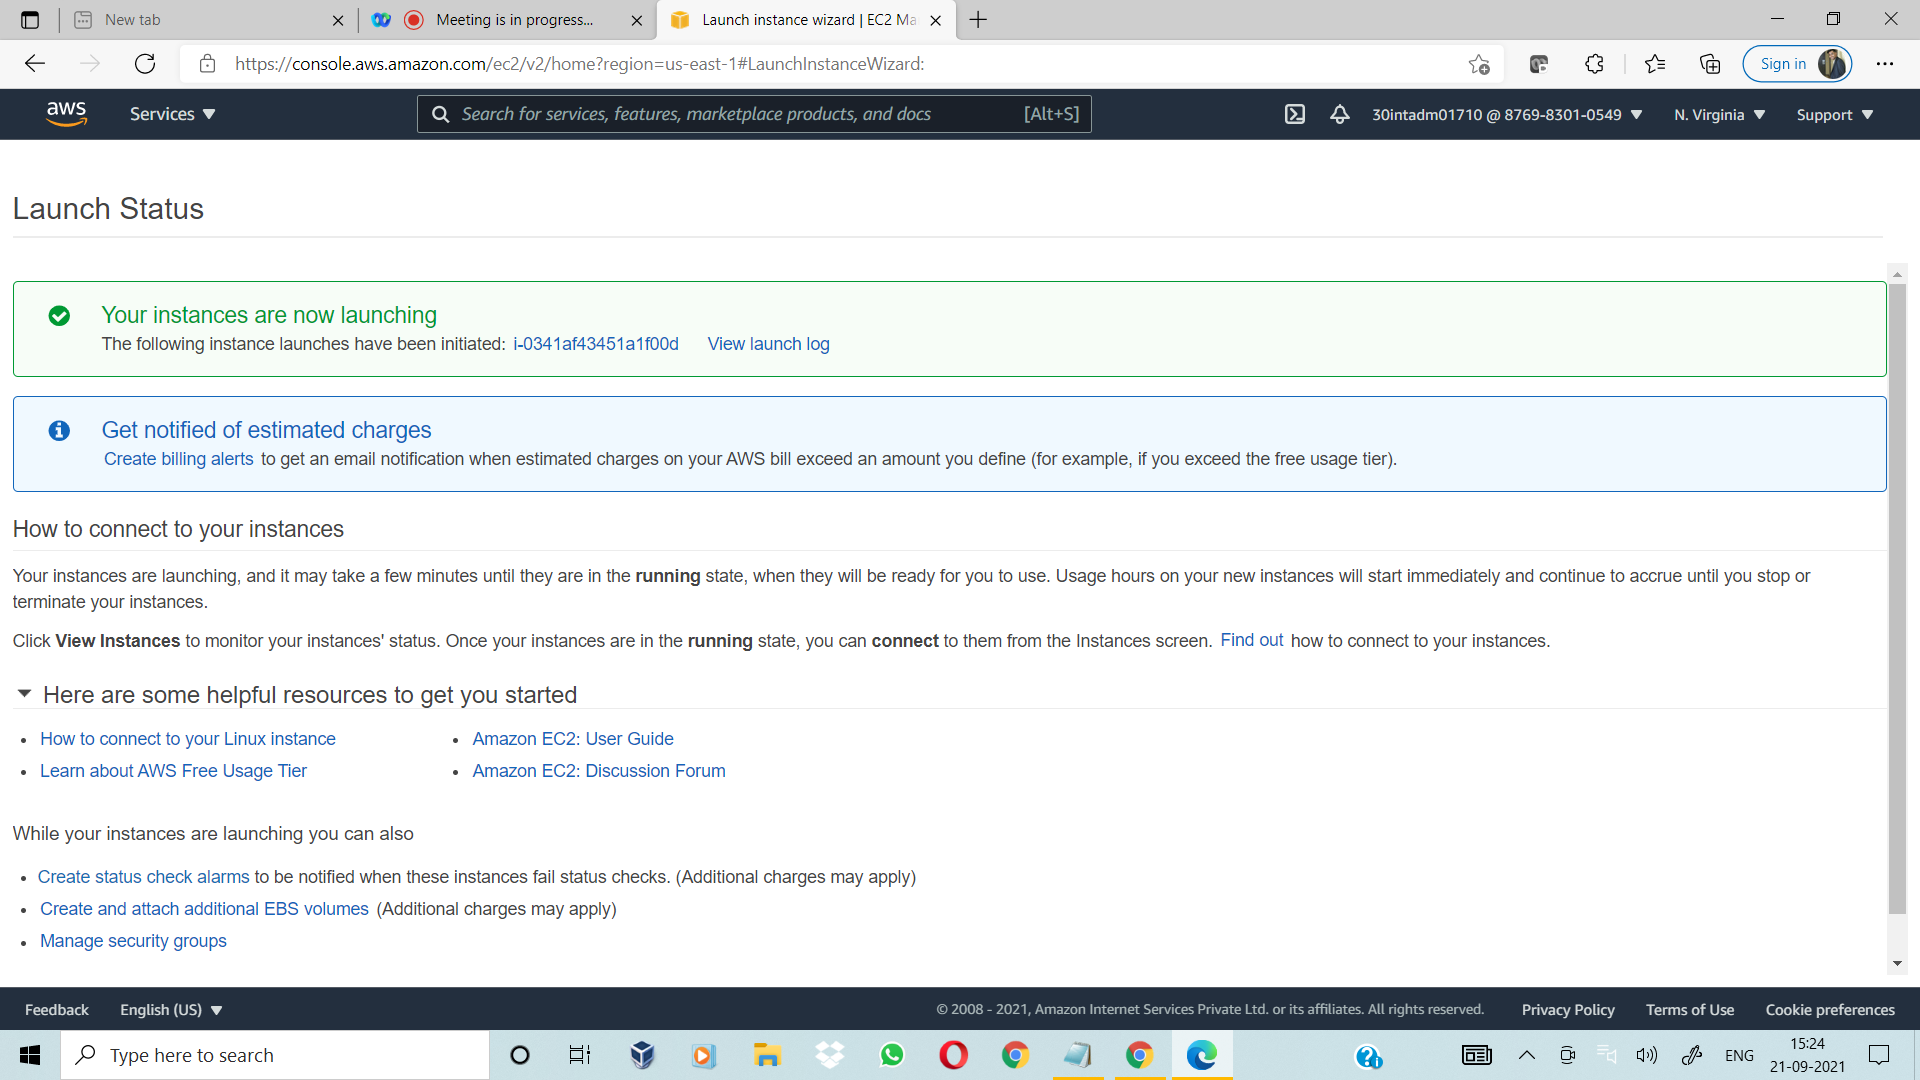 New tab
Meeting is in progress...
Launch instance wizard | EC2 Ma
https://console.aws.amazon.com/ec2/v2/home?region=us-east-1#LaunchInstanceWizard:
Sign in
aws
Services
Search for services, features, marketplace products, and docs
[Alt+S]
30intadm01710 @ 8769-8301-0549
N. Virginia
Support
Launch Status
Your instances are now launching
The following instance launches have been initiated: i-0341af43451a1f00d View launch log
Get notified of estimated charges
Create billing alerts to get an email notification when estimated charges on your AWS bill exceed an amount you define (for example, if you exceed the free usage tier).
How to connect to your instances
Your instances are launching, and it may take a few minutes until they are in the running state, when they will be ready for you to use. Usage hours on your new instances will start immediately and continue to accrue until you stop or
terminate your instances.
Click View Instances to monitor your instances' status. Once your instances are in the running state, you can connect to them from the Instances screen. Find out how to connect to your instances.
Here are some helpful resources to get you started
• How to connect to your Linux instance
• Amazon EC2: User Guide
• Learn about AWS Free Usage Tier
• Amazon EC2: Discussion Forum
While your instances are launching you can also
• Create status check alarms to be notified when these instances fail status checks. (Additional charges may apply)
• Create and attach additional EBS volumes (Additional charges may apply)
• Manage security groups
Feedback
English (US)
© 2008 - 2021, Amazon Internet Services Private Ltd. or its affiliates. All rights reserved.
Privacy Policy
Terms of Use
Cookie preferences
Type here to search
ENG
15:24
21-09-2021